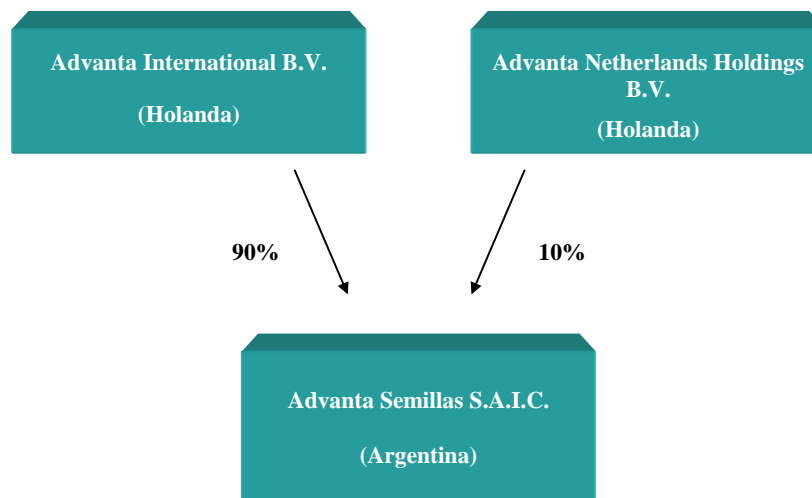 Advanta International B.V.
(Holanda)
Advanta Netherlands Holdings
B.V.
(Holanda)
90%
10%
Advanta Semillas S.A.I.C.
(Argentina)